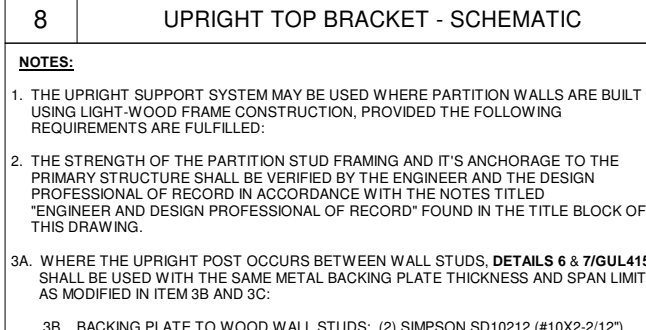 8 UPRIGHT TOP BRACKET - SCHEMATIC
NOTES:
1. THE UPRIGHT SUPPORT SYSTEM MAY BE USED WHERE PARTITION WALLS ARE BUILT
USING LIGHT-WOOD FRAME CONSTRUCTION, PROVIDED THE FOLLOWING
REQUIREMENTS ARE FULFILLED:
2. THE STRENGTH OF THE PARTITION STUD FRAMING AND IT'S ANCHORAGE TO THE
PRIMARY STRUCTURE SHALL BE VERIFIED BY THE ENGINEER AND THE DESIGN
PROFESSIONAL OF RECORD IN ACCORDANCE WITH THE NOTES TITLED
"ENGINEER AND DESIGN PROFESSIONAL OF RECORD" FOUND IN THE TITLE BLOCK OF
THIS DRAWING.
3A. WHERE THE UPRIGHT POST OCCURS BETWEEN WALL STUDS, DETAILS 6 & 7/GUL415
SHALL BE USED WITH THE SAME METAL BACKING PLATE THICKNESS AND SPAN LIMIT
AS MODIFIED IN ITEM 3B AND 3C:
3B. BACKING PLATE TO WOOD WALL STUDS: (2) SIMPSON SD10212 (#10X2-2/12")